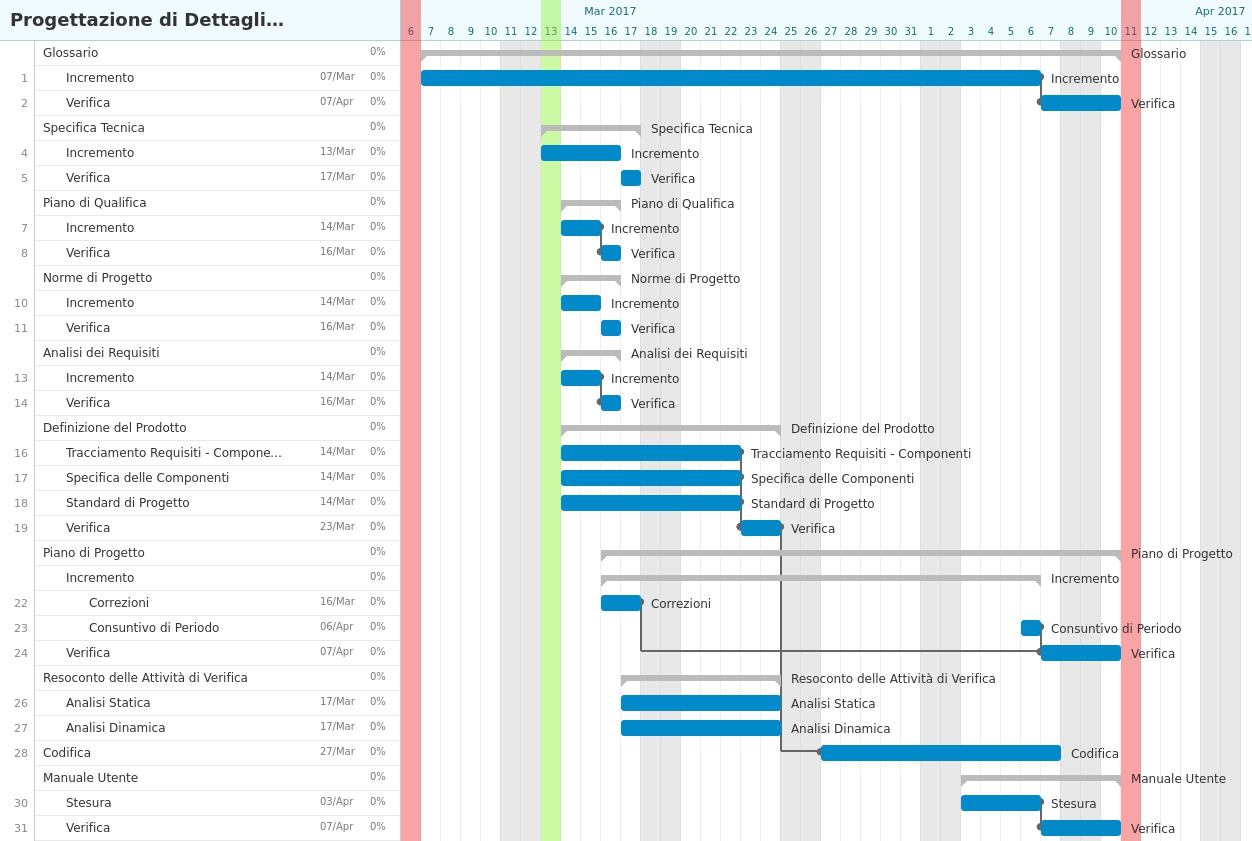 Progettazione di Dettagli...
Mar 2017 Apr 2017
6 7 8 9 10 11 12 13 14 15 16 17 18 19 20 21 22 23 24 25 26 27 28 29 30 31 1 2 3 4 5 6 7 8 9 10 11 12 13 14 15 16 1
Glossario 0% Glossario
1 Incremento 07/Mar 0% Incremento
2 Verifica 07/Apr 0% Verifica
Specifica Tecnica 0% Specifica Tecnica
4 Incremento 13/Mar 0% Incremento
5 Verifica 17/Mar 0% Verifica
Piano di Qualifica 0% Piano di Qualifica
7 Incremento 14/Mar 0% Incremento
8 Verifica 16/Mar 0% Verifica
Norme di Progetto 0% Norme di Progetto
10 Incremento 14/Mar 0% Incremento
11 Verifica 16/Mar 0% Verifica
Analisi dei Requisiti 0% Analisi dei Requisiti
13 Incremento 14/Mar 0% Incremento
14 Verifica 16/Mar 0% Verifica
Definizione del Prodotto 0% Definizione del Prodotto
16 Tracciamento Requisiti - Compone... 14/Mar 0% Tracciamento Requisiti - Componenti
17 Specifica delle Componenti 14/Mar 0% Specifica delle Componenti
18 Standard di Progetto 14/Mar 0% Standard di Progetto
19 Verifica 23/Mar 0% Verifica
Piano di Progetto 0% Piano di Progetto
Incremento 0% Incremento
22 Correzioni 16/Mar 0% Correzioni
23 Consuntivo di Periodo 06/Apr 0% Consuntivo di Periodo
24 Verifica 07/Apr 0% Verifica
Resoconto delle Attività di Verifica 0% Resoconto delle Attività di Verifica
26 Analisi Statica 17/Mar 0% Analisi Statica
27 Analisi Dinamica 17/Mar 0% Analisi Dinamica
28 Codifica 27/Mar 0% Codifica
Manuale Utente 0% Manuale Utente
30 Stesura 03/Apr 0% Stesura
31 Verifica 07/Apr 0% Verifica